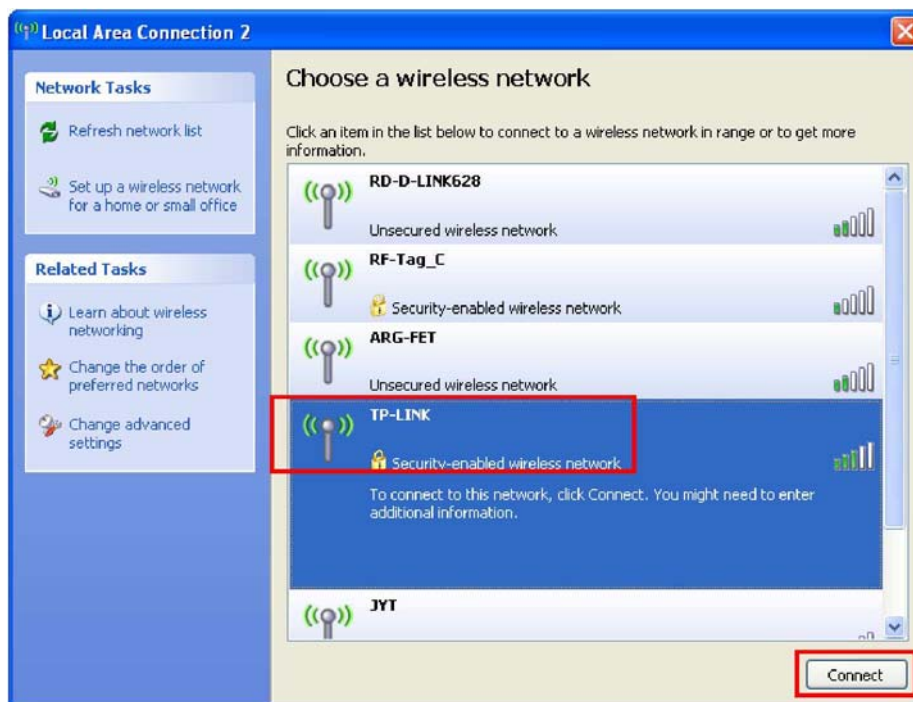 Local Area Connection 2
Network Tasks
Refresh network list
Set up a wireless network
for a home or small office
Related Tasks
Learn about wireless
networking
Change the order of
preferred networks
Change advanced
settings
Choose a wireless network
Click an item in the list below to connect to a wireless network in range or to get more
information.
RD-D-LINK628
Unsecured wireless network
RF-Tag_C
Security-enabled wireless network
ARG-FET
Unsecured wireless network
TP-LINK
Security-enabled wireless network
To connect to this network, click Connect. You might need to enter
additional information.
JYT
Connect